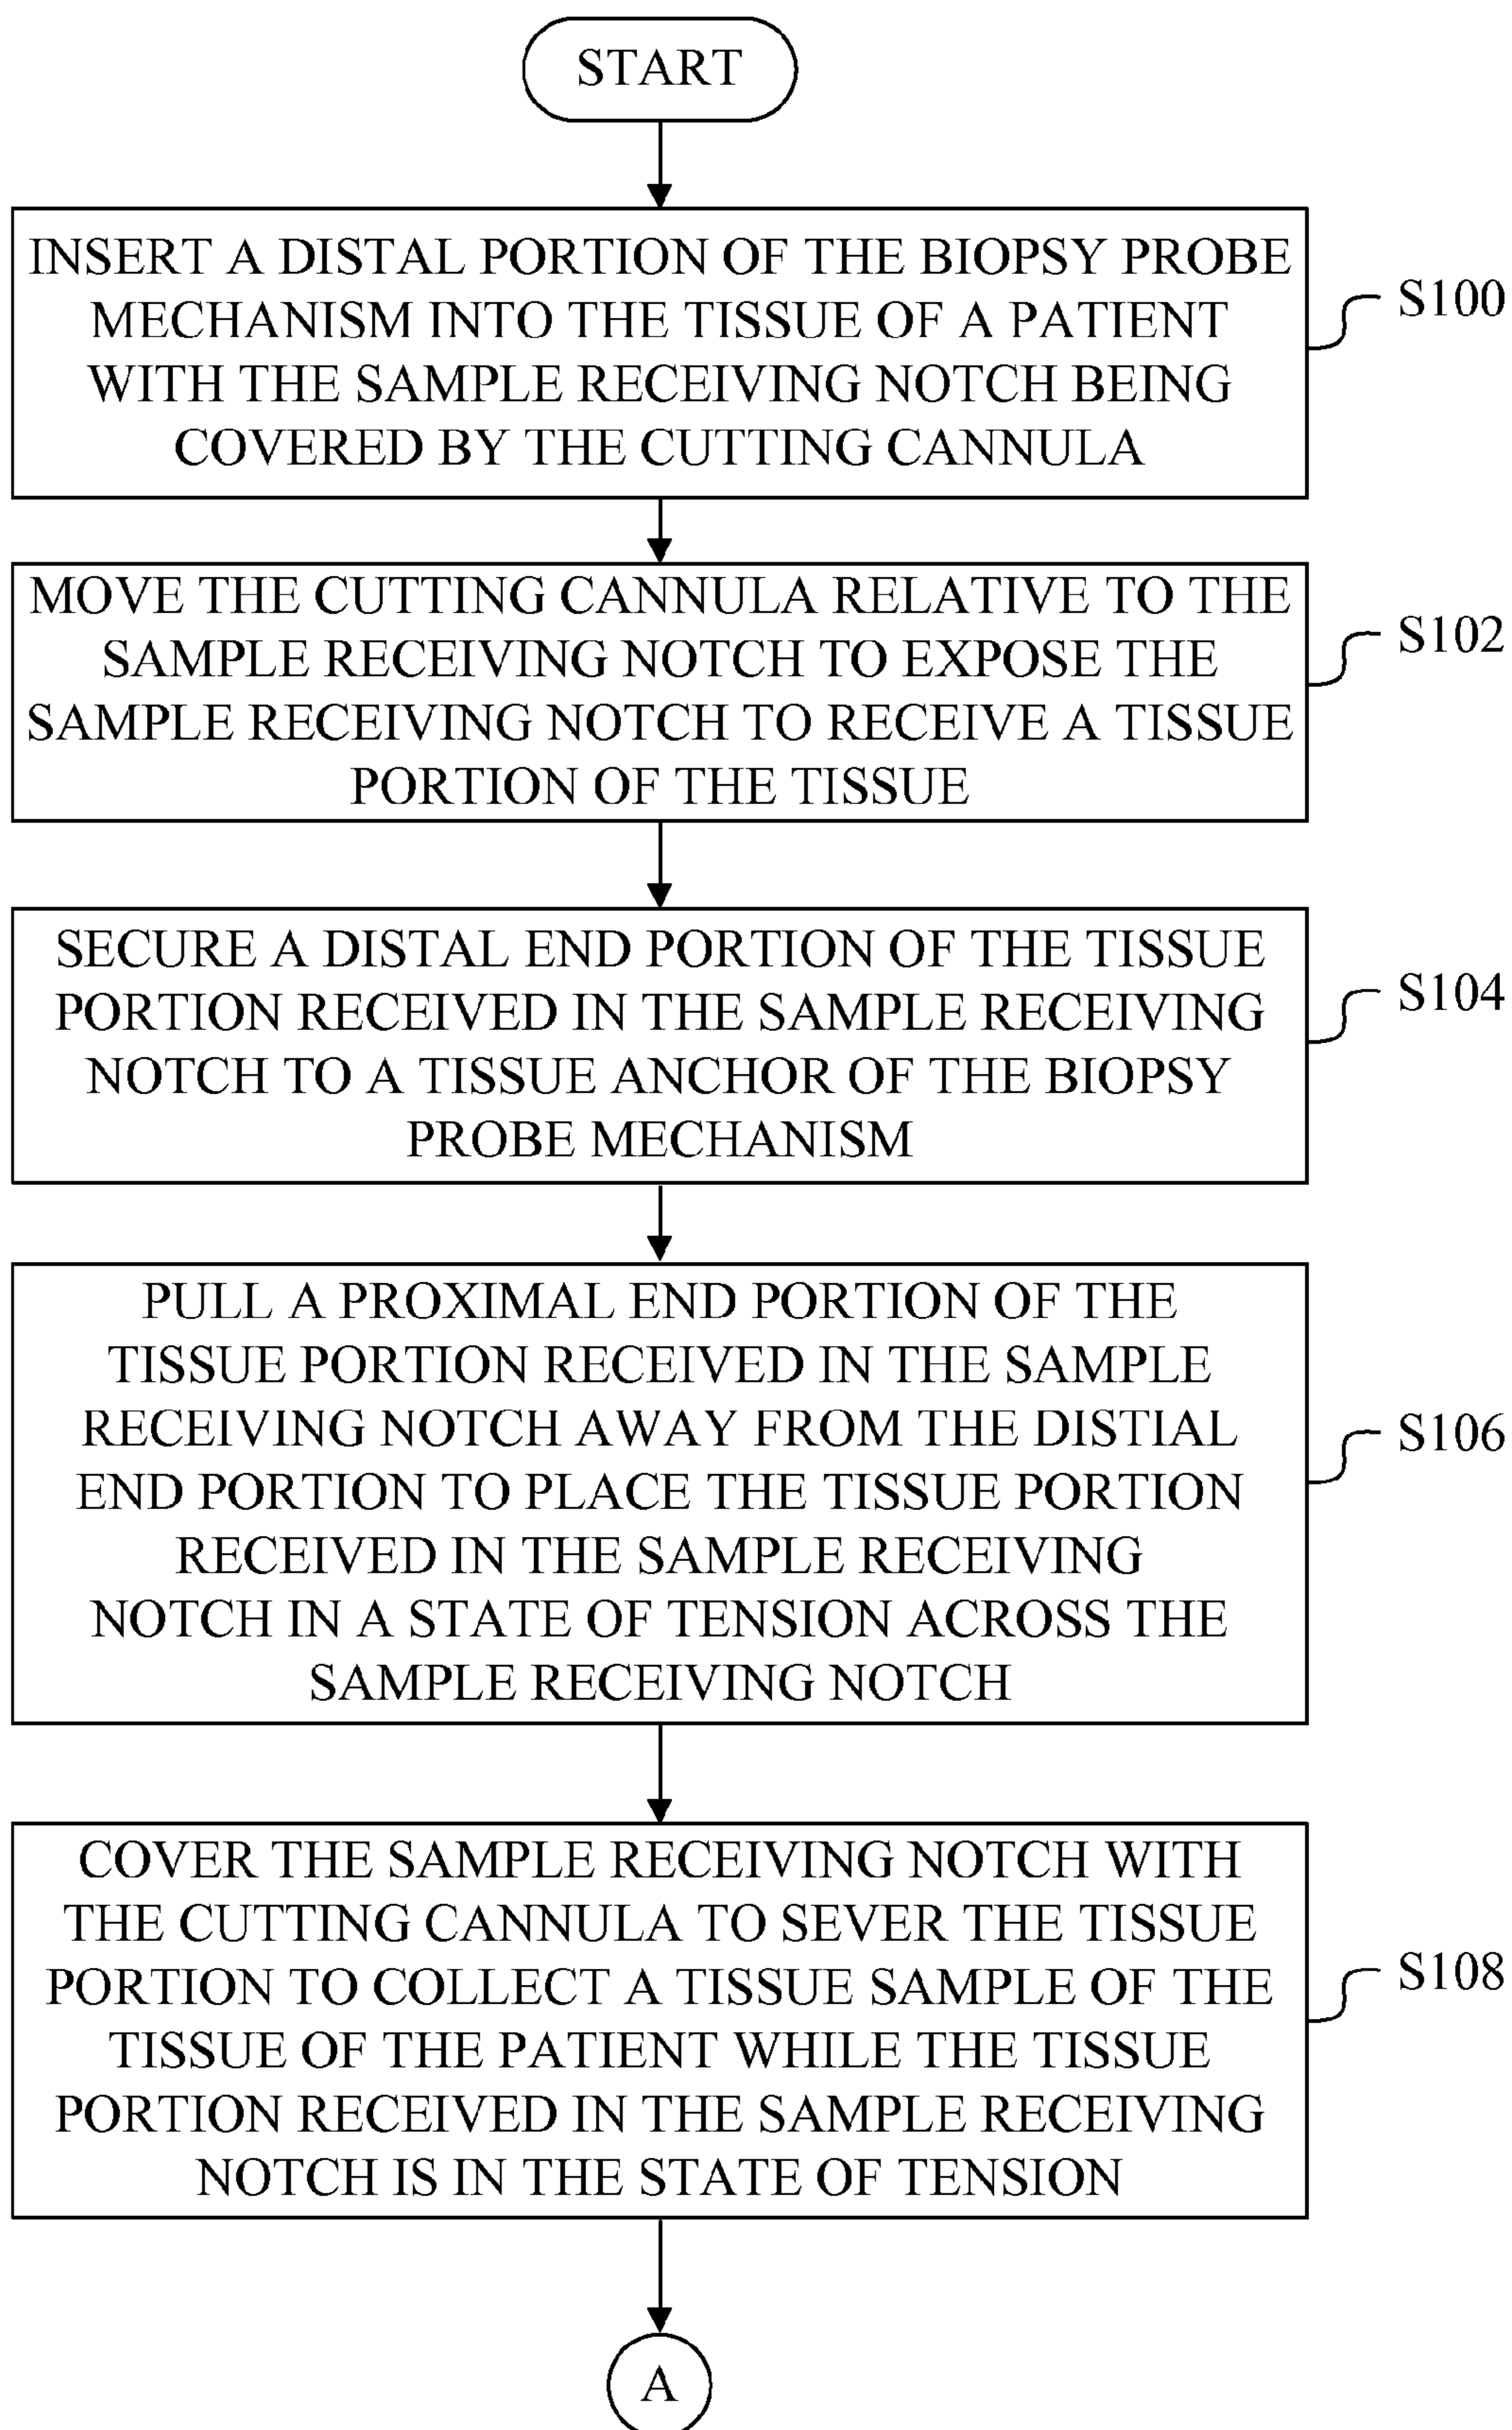 START
INSERT A DISTAL PORTION OF THE BIOPSY PROBE
MECHANISM INTO THE TISSUE OF A PATIENT
WITH THE SAMPLE RECEIVING NOTCH BEING
COVERED BY THE CUTTING CANNULA
S100
MOVE THE CUTTING CANNULA RELATIVE TO THE
SAMPLE RECEIVING NOTCH TO EXPOSE THE
SAMPLE RECEIVING NOTCH TO RECEIVE A TISSUE
PORTION OF THE TISSUE
S102
SECURE A DISTAL END PORTION OF THE TISSUE
PORTION RECEIVED IN THE SAMPLE RECEIVING
NOTCH TO A TISSUE ANCHOR OF THE BIOPSY
PROBE MECHANISM
S104
PULL A PROXIMAL END PORTION OF THE
TISSUE PORTION RECEIVED IN THE SAMPLE
RECEIVING NOTCH AWAY FROM THE DISTIAL
END PORTION TO PLACE THE TISSUE PORTION
RECEIVED IN THE SAMPLE RECEIVING
NOTCH IN A STATE OF TENSION ACROSS THE
SAMPLE RECEIVING NOTCH
S106
COVER THE SAMPLE RECEIVING NOTCH WITH
THE CUTTING CANNULA TO SEVER THE TISSUE
PORTION TO COLLECT A TISSUE SAMPLE OF THE
TISSUE OF THE PATIENT WHILE THE TISSUE
PORTION RECEIVED IN THE SAMPLE RECEIVING
NOTCH IS IN THE STATE OF TENSION
S108
A